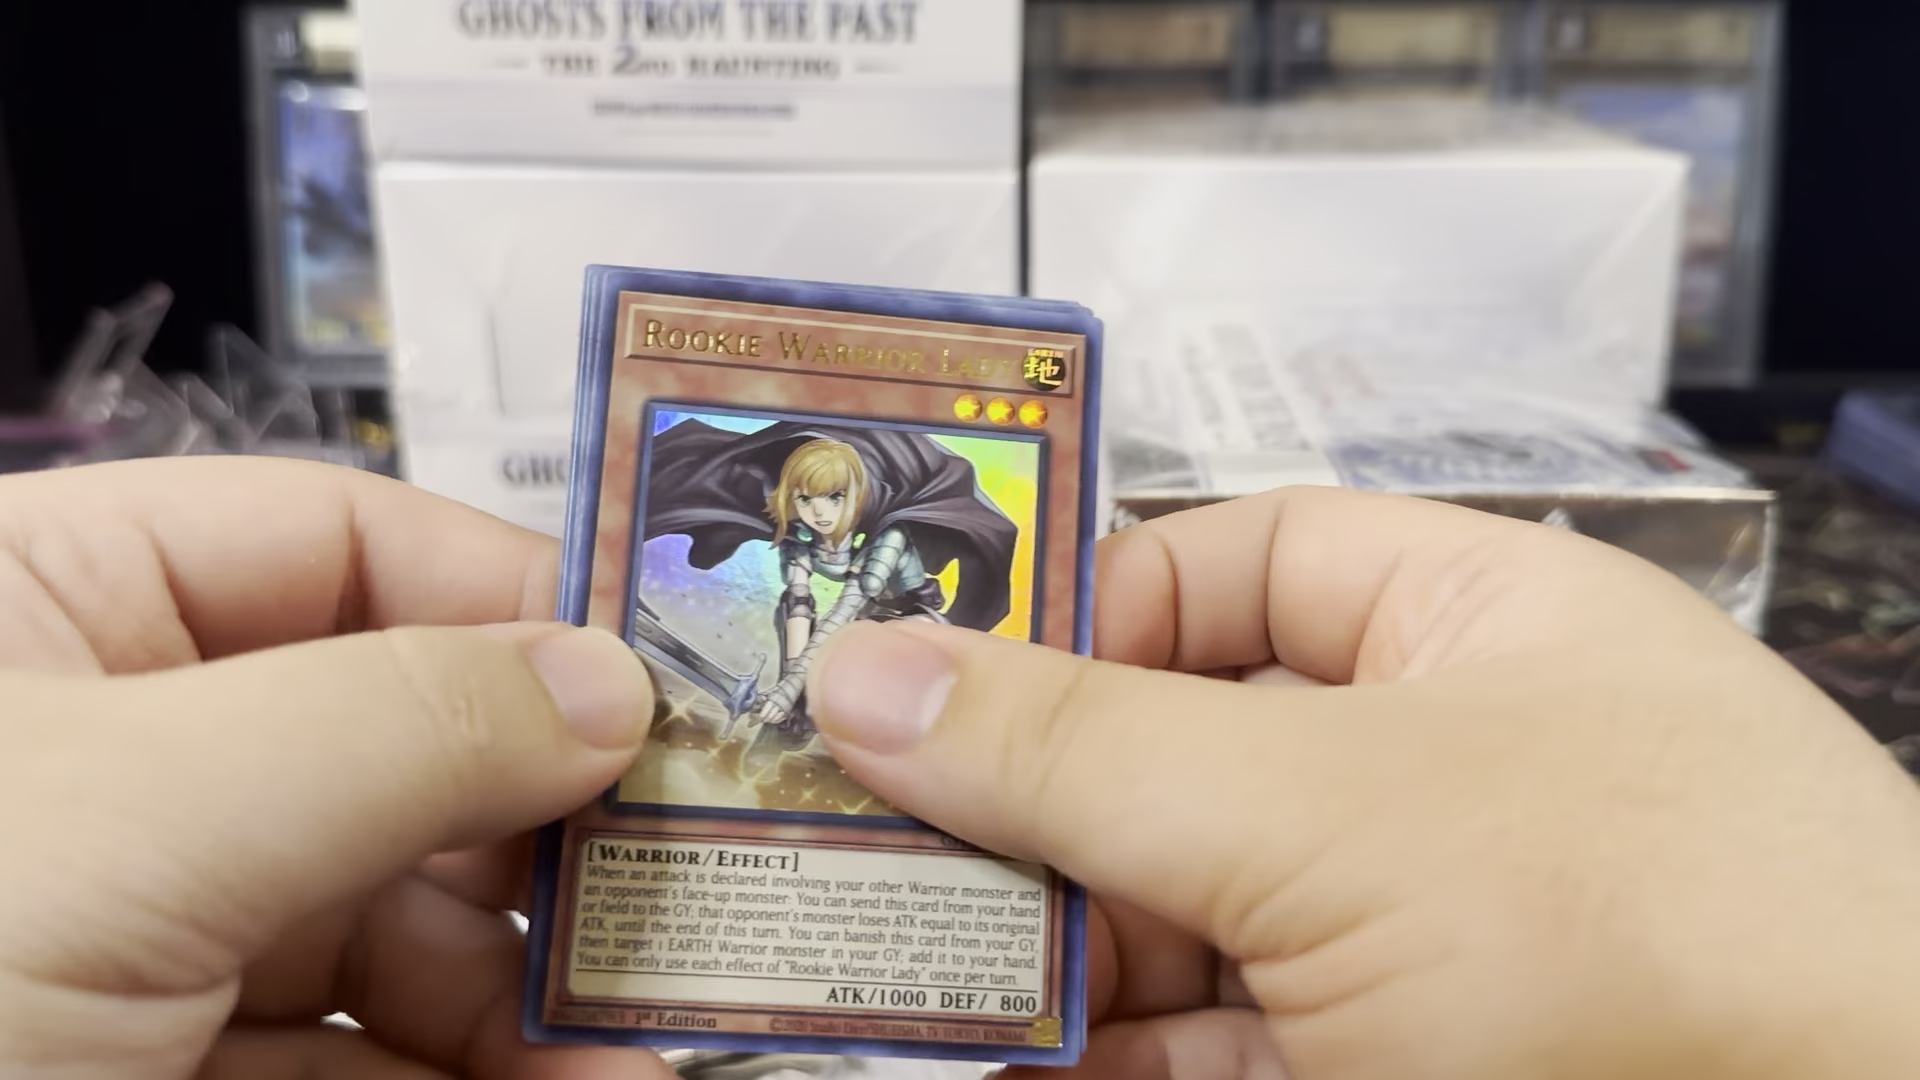 GHOSTS FROM THE PAST
THE 2ND HAUNTING
GHO
ROOKIE WARRIOR LADY
EARTH
地
[WARRIOR/EFFECT]
When an attack is declared involving your other Warrior monster and
an opponent's face-up monster: You can send this card from your hand
or field to the GY; that opponent's monster loses ATK equal to its original
ATK, until the end of this turn. You can banish this card from your GY,
then target 1 EARTH Warrior monster in your GY; add it to your hand.
You can only use each effect of "Rookie Warrior Lady" once per turn.
ATK/1000 DEF/ 800
1st Edition
©2020 Studio Dice/SHUEISHA, TV TOKYO, KONAMI